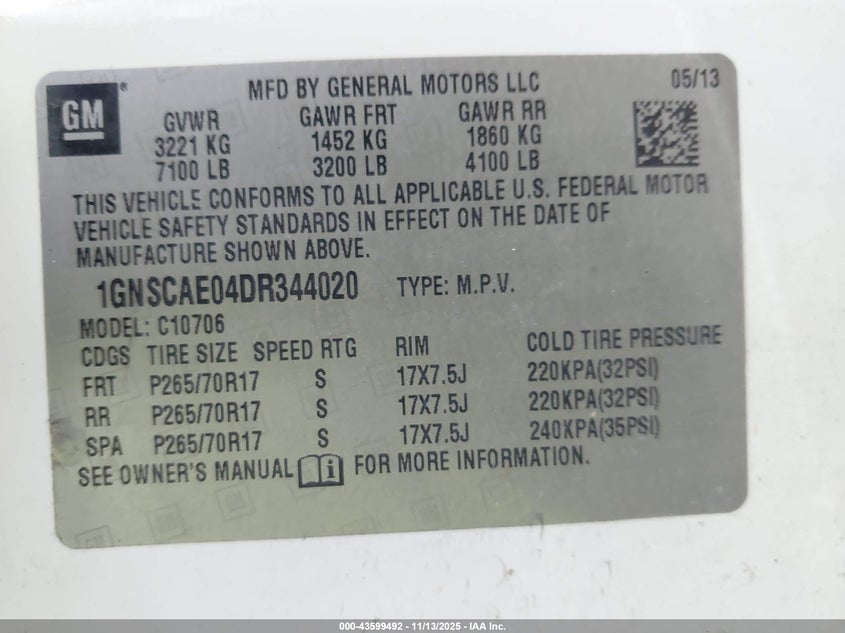 GM ®
MFD BY GENERAL MOTORS LLC 05/13
GVWR GAWR FRT GAWR RR
3221 KG 1452 KG 1860 KG
7100 LB 3200 LB 4100 LB
THIS VEHICLE CONFORMS TO ALL APPLICABLE U.S. FEDERAL MOTOR
VEHICLE SAFETY STANDARDS IN EFFECT ON THE DATE OF
MANUFACTURE SHOWN ABOVE.
1GNSCAE04DR344020 TYPE: M.P.V.
MODEL: C10706
CDGS TIRE SIZE SPEED RTG RIM COLD TIRE PRESSURE
FRT P265/70R17 S 17X7.5J 220KPA(32PSI)
RR P265/70R17 S 17X7.5J 220KPA(32PSI)
SPA P265/70R17 S 17X7.5J 240KPA(35PSI)
SEE OWNER'S MANUAL i FOR MORE INFORMATION.
000-43599492 - 11/13/2025 - IAA Inc.